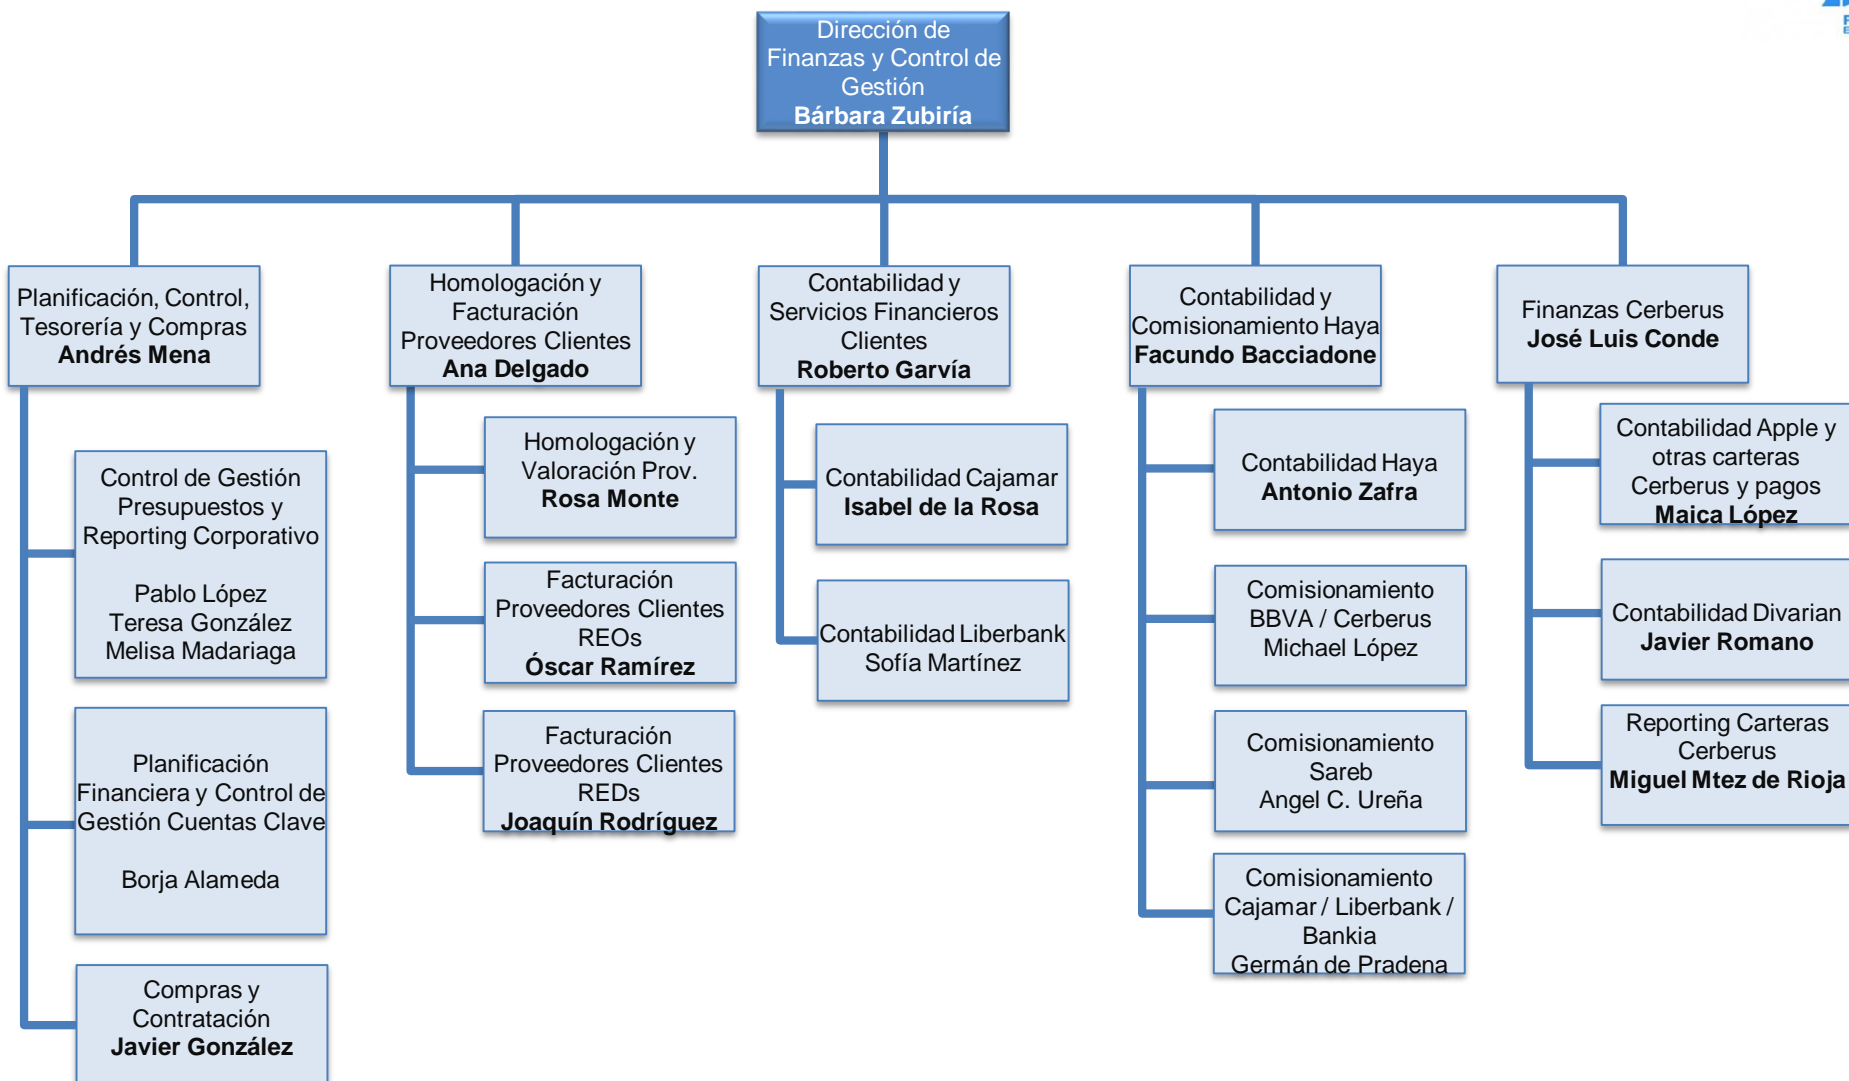 Dirección de
Finanzas y Control de
Gestión
Bárbara Zubiría
Planificación, Control,
Tesorería y Compras
Andrés Mena
Control de Gestión
Presupuestos y
Reporting Corporativo
Pablo López
Teresa González
Melisa Madariaga
Planificación
Financiera y Control de
Gestión Cuentas Clave
Borja Alameda
Compras y
Contratación
Javier González
Homologación y
Facturación
Proveedores Clientes
Ana Delgado
Homologación y
Valoración Prov.
Rosa Monte
Facturación
Proveedores Clientes
REOs
Óscar Ramírez
Facturación
Proveedores Clientes
REDs
Joaquín Rodríguez
Contabilidad y
Servicios Financieros
Clientes
Roberto Garvía
Contabilidad Cajamar
Isabel de la Rosa
Contabilidad Liberbank
Sofía Martínez
Contabilidad y
Comisionamiento Haya
Facundo Bacciadone
Contabilidad Haya
Antonio Zafra
Comisionamiento
BBVA / Cerberus
Michael López
Comisionamiento
Sareb
Angel C. Ureña
Comisionamiento
Cajamar / Liberbank /
Bankia
Germán de Pradena
Finanzas Cerberus
José Luis Conde
Contabilidad Apple y
otras carteras
Cerberus y pagos
Maica López
Contabilidad Divarian
Javier Romano
Reporting Carteras
Cerberus
Miguel Mtez de Rioja